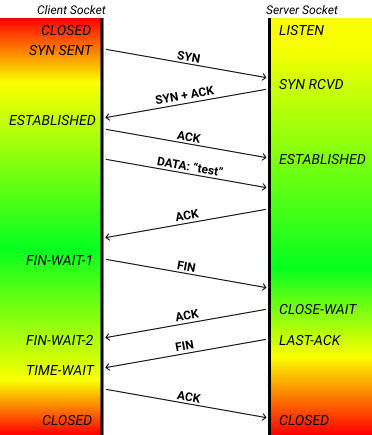 Client Socket
Server Socket
CLOSED
LISTEN
SYN SENT
SYN
SYN RCVD
SYN + ACK
ESTABLISHED
ACK
ESTABLISHED
DATA: “test”
ACK
FIN-WAIT-1
FIN
CLOSE-WAIT
ACK
FIN-WAIT-2
LAST-ACK
FIN
TIME-WAIT
ACK
CLOSED
CLOSED